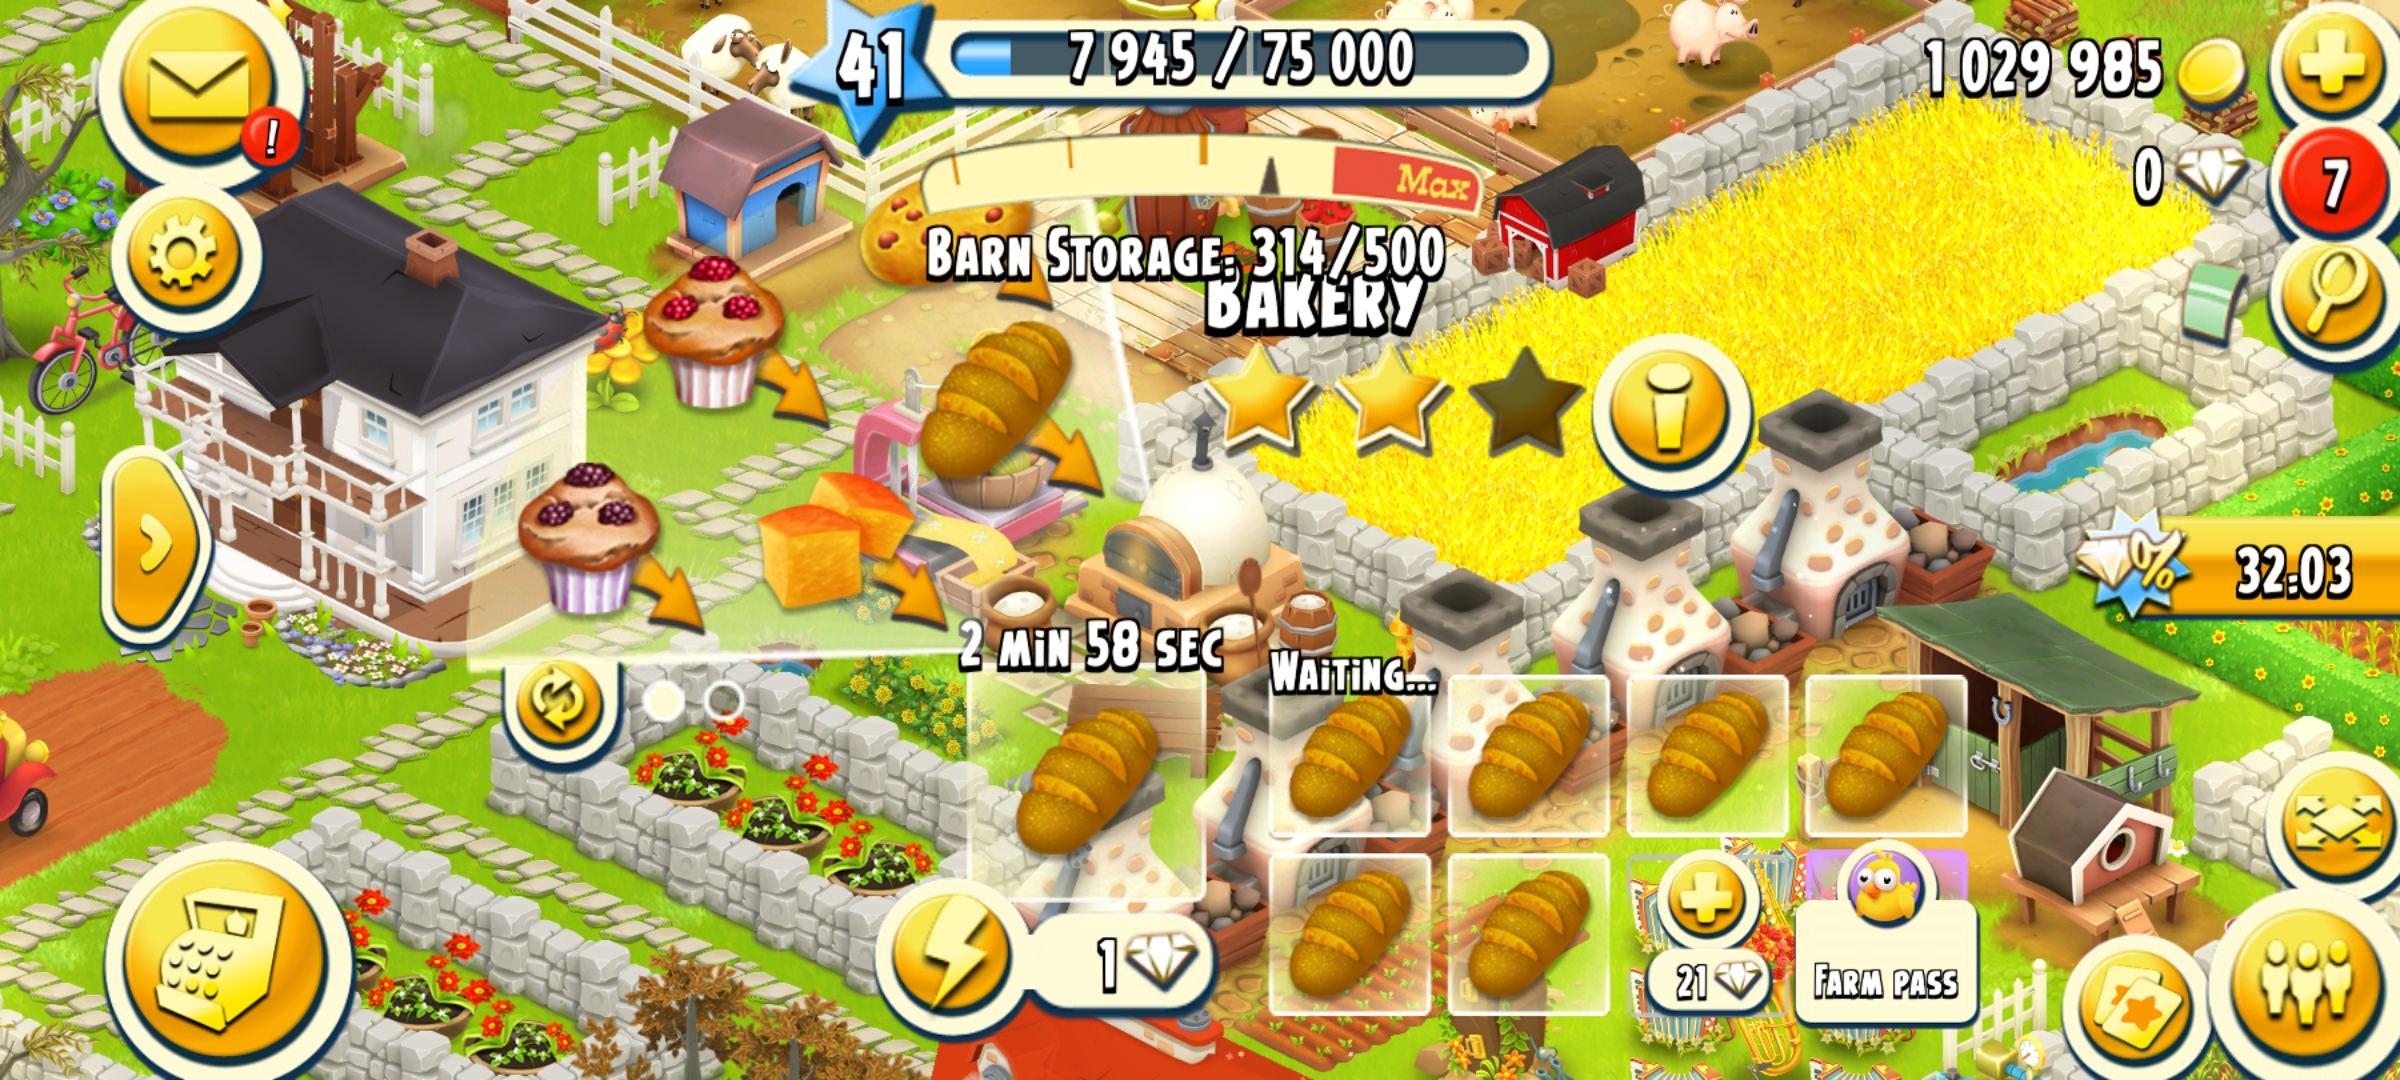 41
7 945 / 75 000
1 029 985
!
Max
0
7
BARN STORAGE: 314/500
BAKERY
%
32:03
2 MIN 58 SEC
WAITING...
1
21
FARM PASS